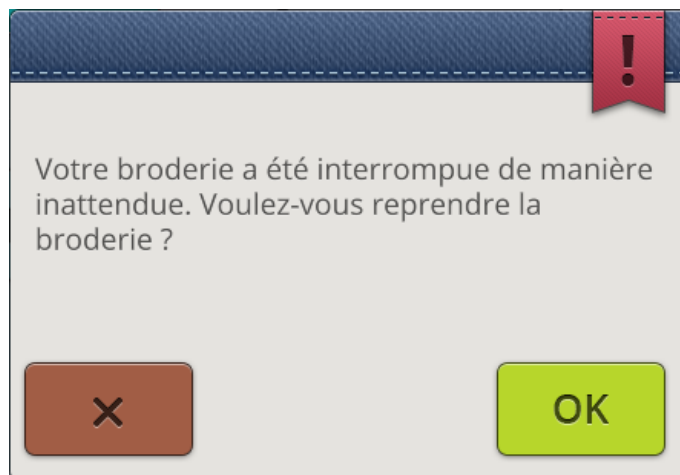 !
Votre broderie a été interrompue de manière
inattendue. Voulez-vous reprendre la
broderie ?
OK